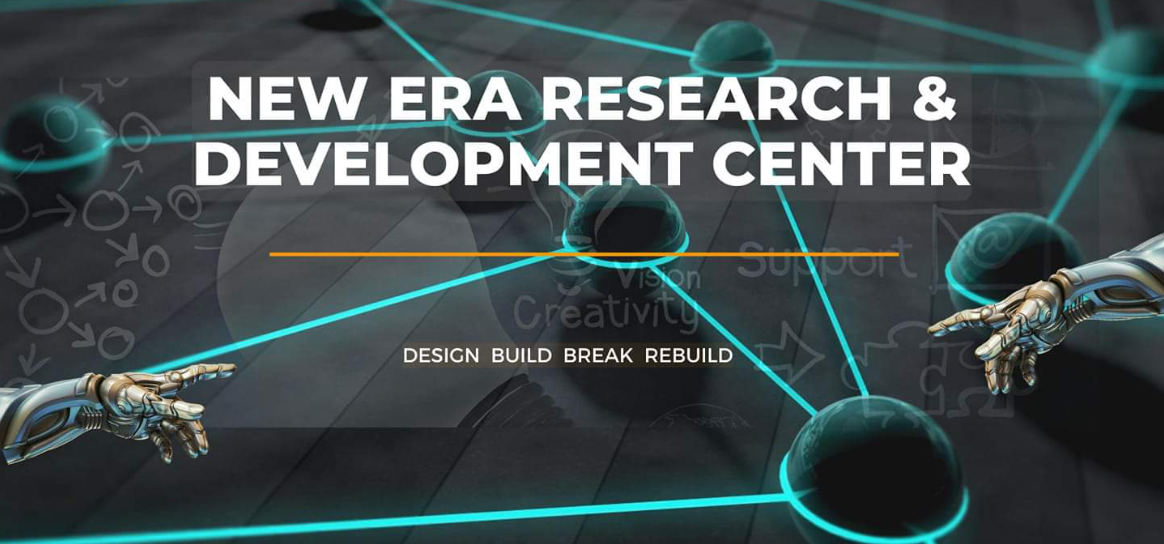 NEW ERA RESEARCH &
DEVELOPMENT CENTER
Support
Vision
Creativity
DESIGN BUILD BREAK REBUILD